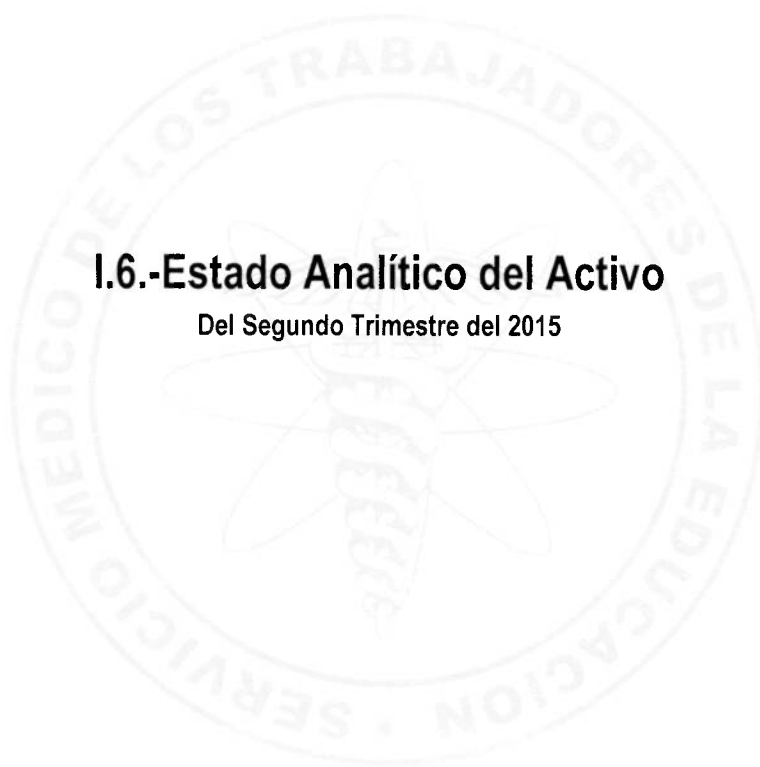 I.6.-Estado Analítico del Activo
Del Segundo Trimestre del 2015
SERVICIO MEDICO DE LOS TRABAJADORES DE LA EDUCACION